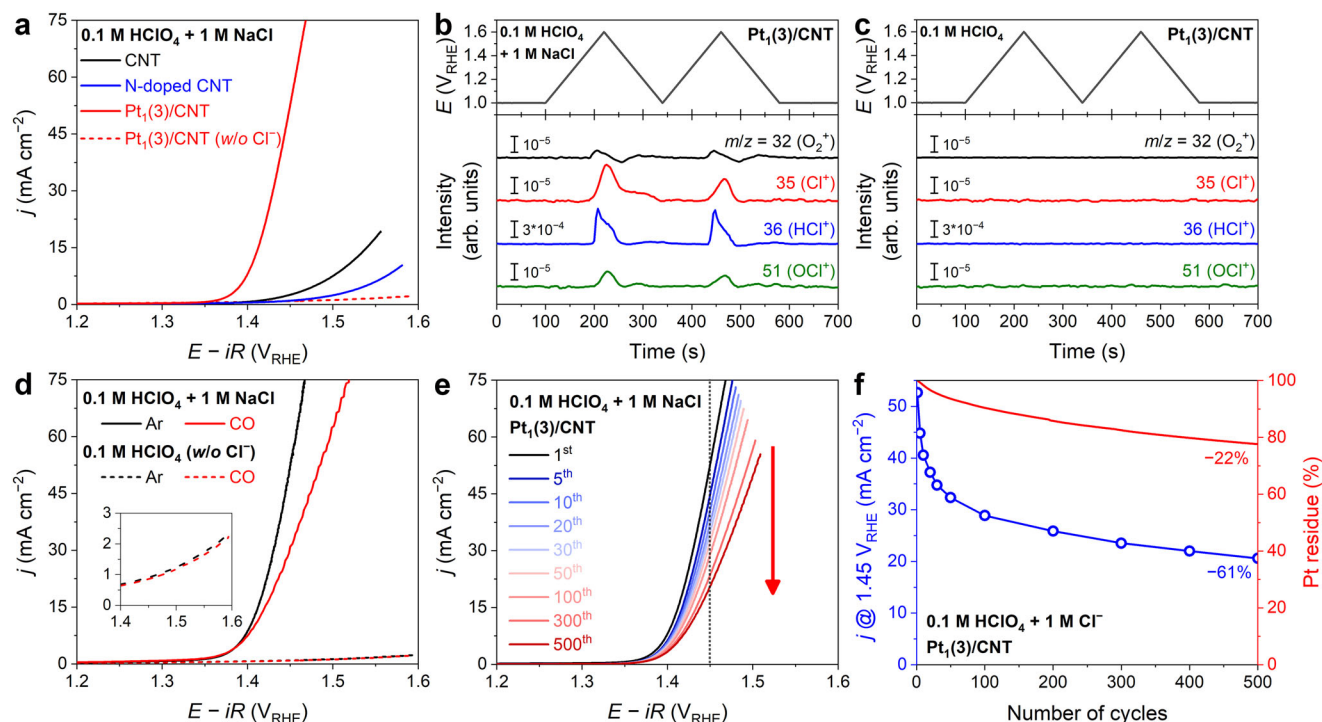 a
0.1 M HClO₄ + 1 M NaCl
CNT
N-doped CNT
Pt₁(3)/CNT
Pt₁(3)/CNT (w/o Cl⁻)
75
60
45
30
15
0
j (mA cm⁻²)
1.2 1.3 1.4 1.5 1.6
E − iR (V_RHE)
b
0.1 M HClO₄
+ 1 M NaCl
Pt₁(3)/CNT
1.6
1.4
1.2
1.0
E (V_RHE)
10⁻⁵ m/z = 32 (O₂⁺)
10⁻⁵ 35 (Cl⁺)
3*10⁻⁴ 36 (HCl⁺)
10⁻⁵ 51 (OCl⁺)
Intensity
(arb. units)
0 100 200 300 400 500 600 700
Time (s)
c
0.1 M HClO₄
Pt₁(3)/CNT
1.6
1.4
1.2
1.0
E (V_RHE)
10⁻⁵ m/z = 32 (O₂⁺)
10⁻⁵ 35 (Cl⁺)
3*10⁻⁴ 36 (HCl⁺)
10⁻⁵ 51 (OCl⁺)
Intensity
(arb. units)
0 100 200 300 400 500 600 700
Time (s)
d
0.1 M HClO₄ + 1 M NaCl
Ar CO
0.1 M HClO₄ (w/o Cl⁻)
Ar CO
3
2
1
0
1.4 1.4 1.5 1.6 1.6
75
60
45
30
15
0
j (mA cm⁻²)
1.2 1.3 1.4 1.5 1.6
E − iR (V_RHE)
e
0.1 M HClO₄ + 1 M NaCl
Pt₁(3)/CNT
1ˢᵗ
5ᵗʰ
10ᵗʰ
20ᵗʰ
30ᵗʰ
50ᵗʰ
100ᵗʰ
300ᵗʰ
500ᵗʰ
75
60
45
30
15
0
j (mA cm⁻²)
1.2 1.3 1.4 1.5 1.6
E − iR (V_RHE)
f
50
40
30
20
10
0
j @ 1.45 V_RHE (mA cm⁻²)
−22%
−61%
0.1 M HClO₄ + 1 M Cl⁻
Pt₁(3)/CNT
100
80
60
40
20
0
Pt residue (%)
0 100 200 300 400 500
Number of cycles